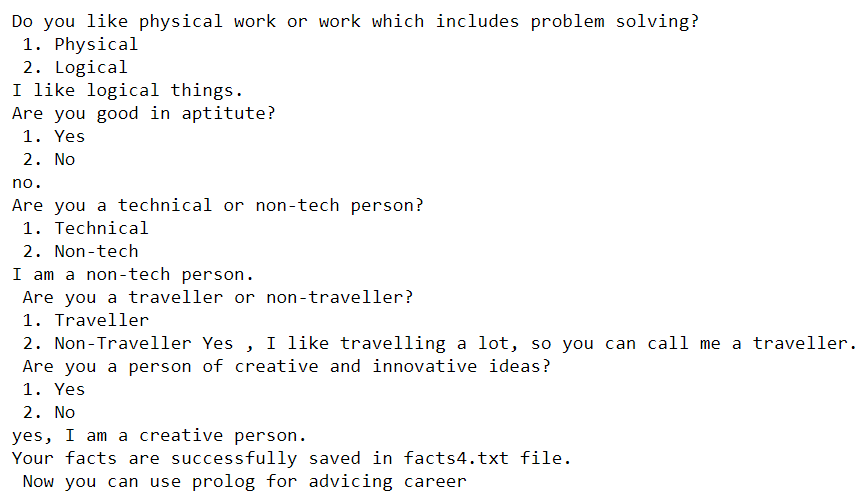 Do you like physical work or work which includes problem solving?
1. Physical
2. Logical
I like logical things.
Are you good in aptitute?
1. Yes
2. No
no.
Are you a technical or non-tech person?
1. Technical
2. Non-tech
I am a non-tech person.
Are you a traveller or non-traveller?
1. Traveller
2. Non-Traveller Yes , I like travelling a lot, so you can call me a traveller.
Are you a person of creative and innovative ideas?
1. Yes
2. No
yes, I am a creative person.
Your facts are successfully saved in facts4.txt file.
Now you can use prolog for advicing career